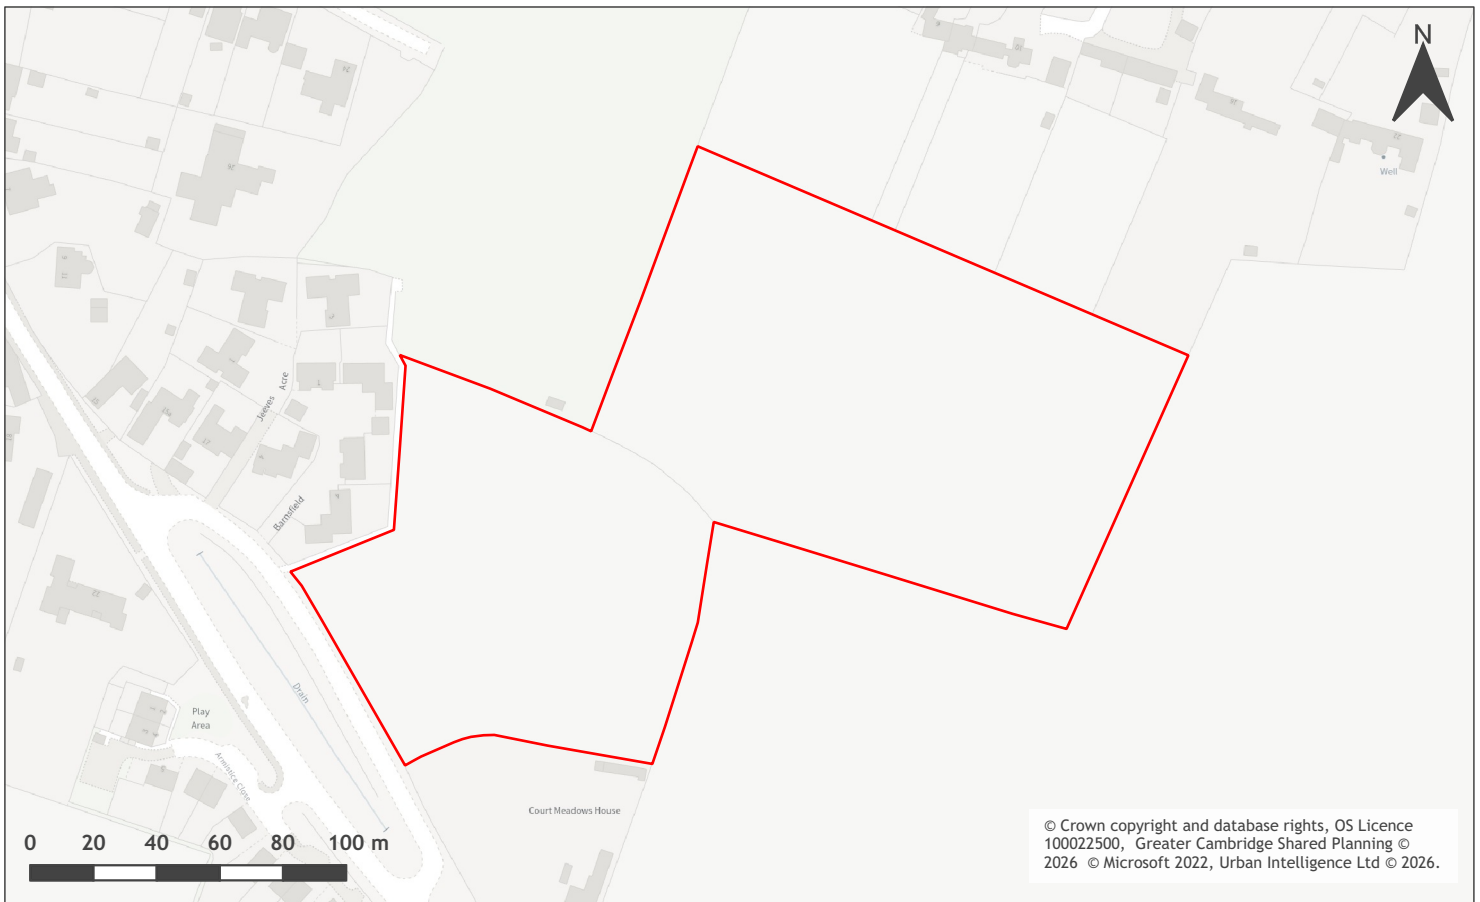 N
Well
Jeeves Acre
Barnsfield
Drain
Play
Area
Armistice Close
22
Court Meadows House
0 20 40 60 80 100 m
© Crown copyright and database rights, OS Licence
100022500, Greater Cambridge Shared Planning ©
2026 © Microsoft 2022, Urban Intelligence Ltd © 2026.